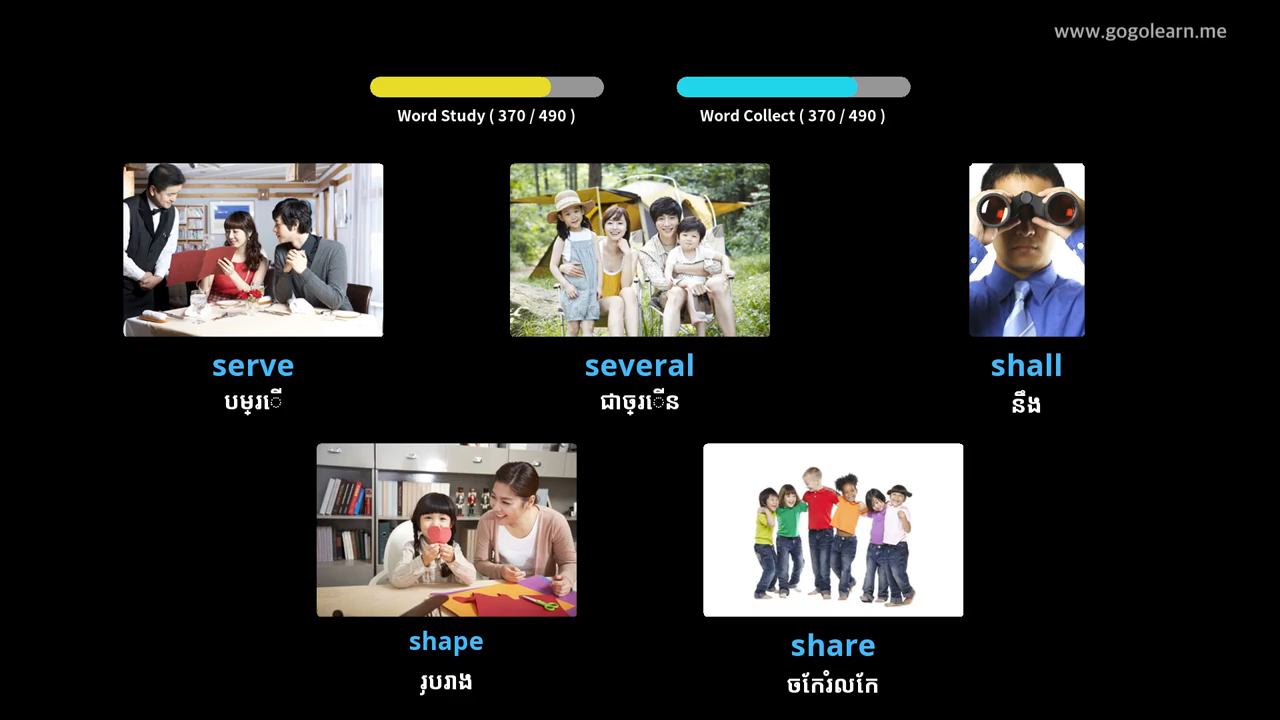 www.gogolearn.me
Word Study ( 370 / 490 )
Word Collect ( 370 / 490 )
serve
several
shall
បម្រើ
ជាច្រើន
នឹង
shape
share
រូបរាង
ចែករំលែក